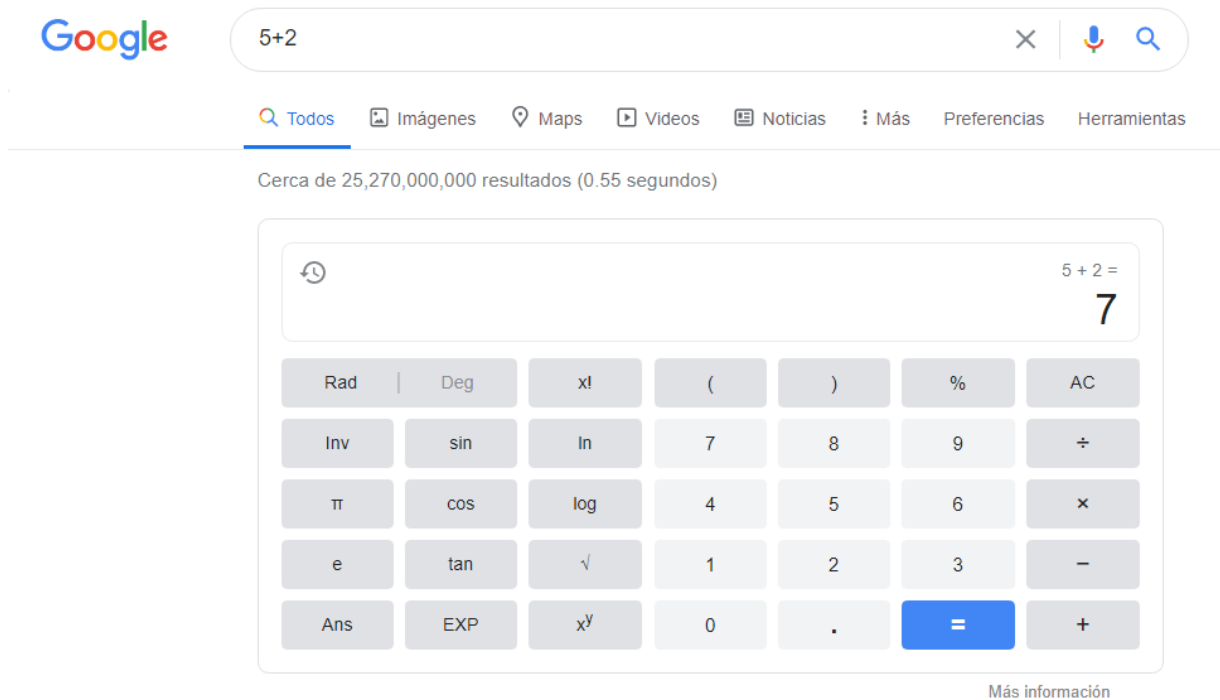 Google 5+2
Todos Imágenes Maps Videos Noticias Más Preferencias Herramientas
Cerca de 25,270,000,000 resultados (0.55 segundos)
5 + 2 =
7
Rad | Deg x! ( ) % AC
Inv sin ln 7 8 9 ÷
π cos log 4 5 6 ×
e tan √ 1 2 3 −
Ans EXP xʸ 0 . = +
Más información